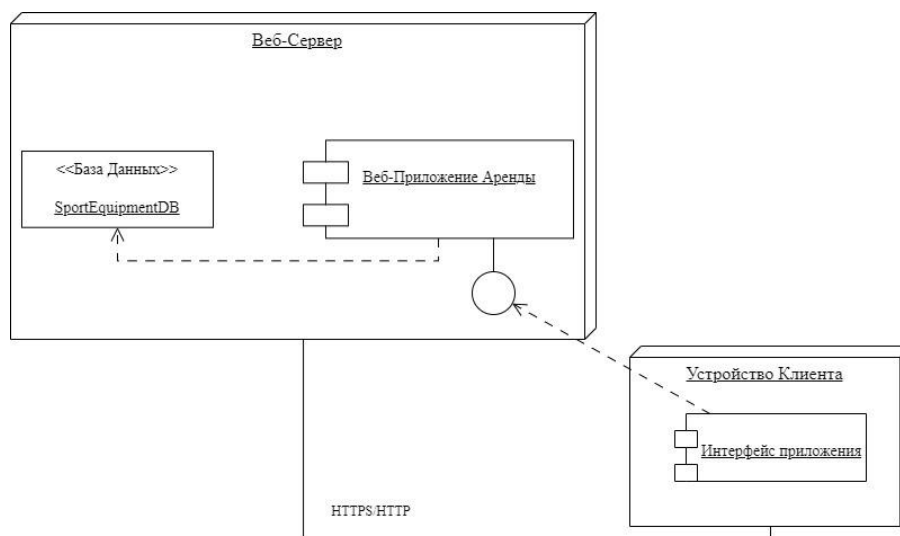 Веб-Сервер
<<База Данных>>
SportEquipmentDB
Веб-Приложение Аренды
Устройство Клиента
Интерфейс приложения
HTTPS/HTTP